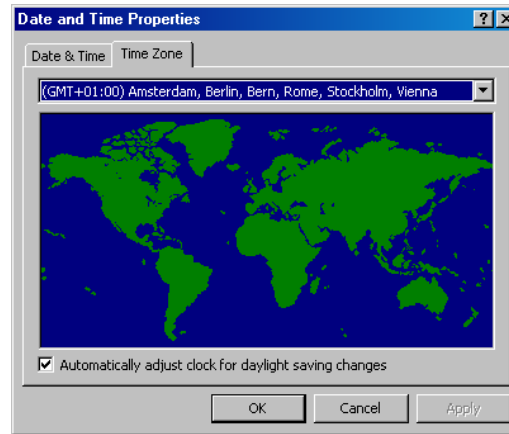 Date and Time Properties
Date & Time Time Zone
(GMT+01:00) Amsterdam, Berlin, Bern, Rome, Stockholm, Vienna
Automatically adjust clock for daylight saving changes
OK Cancel Apply